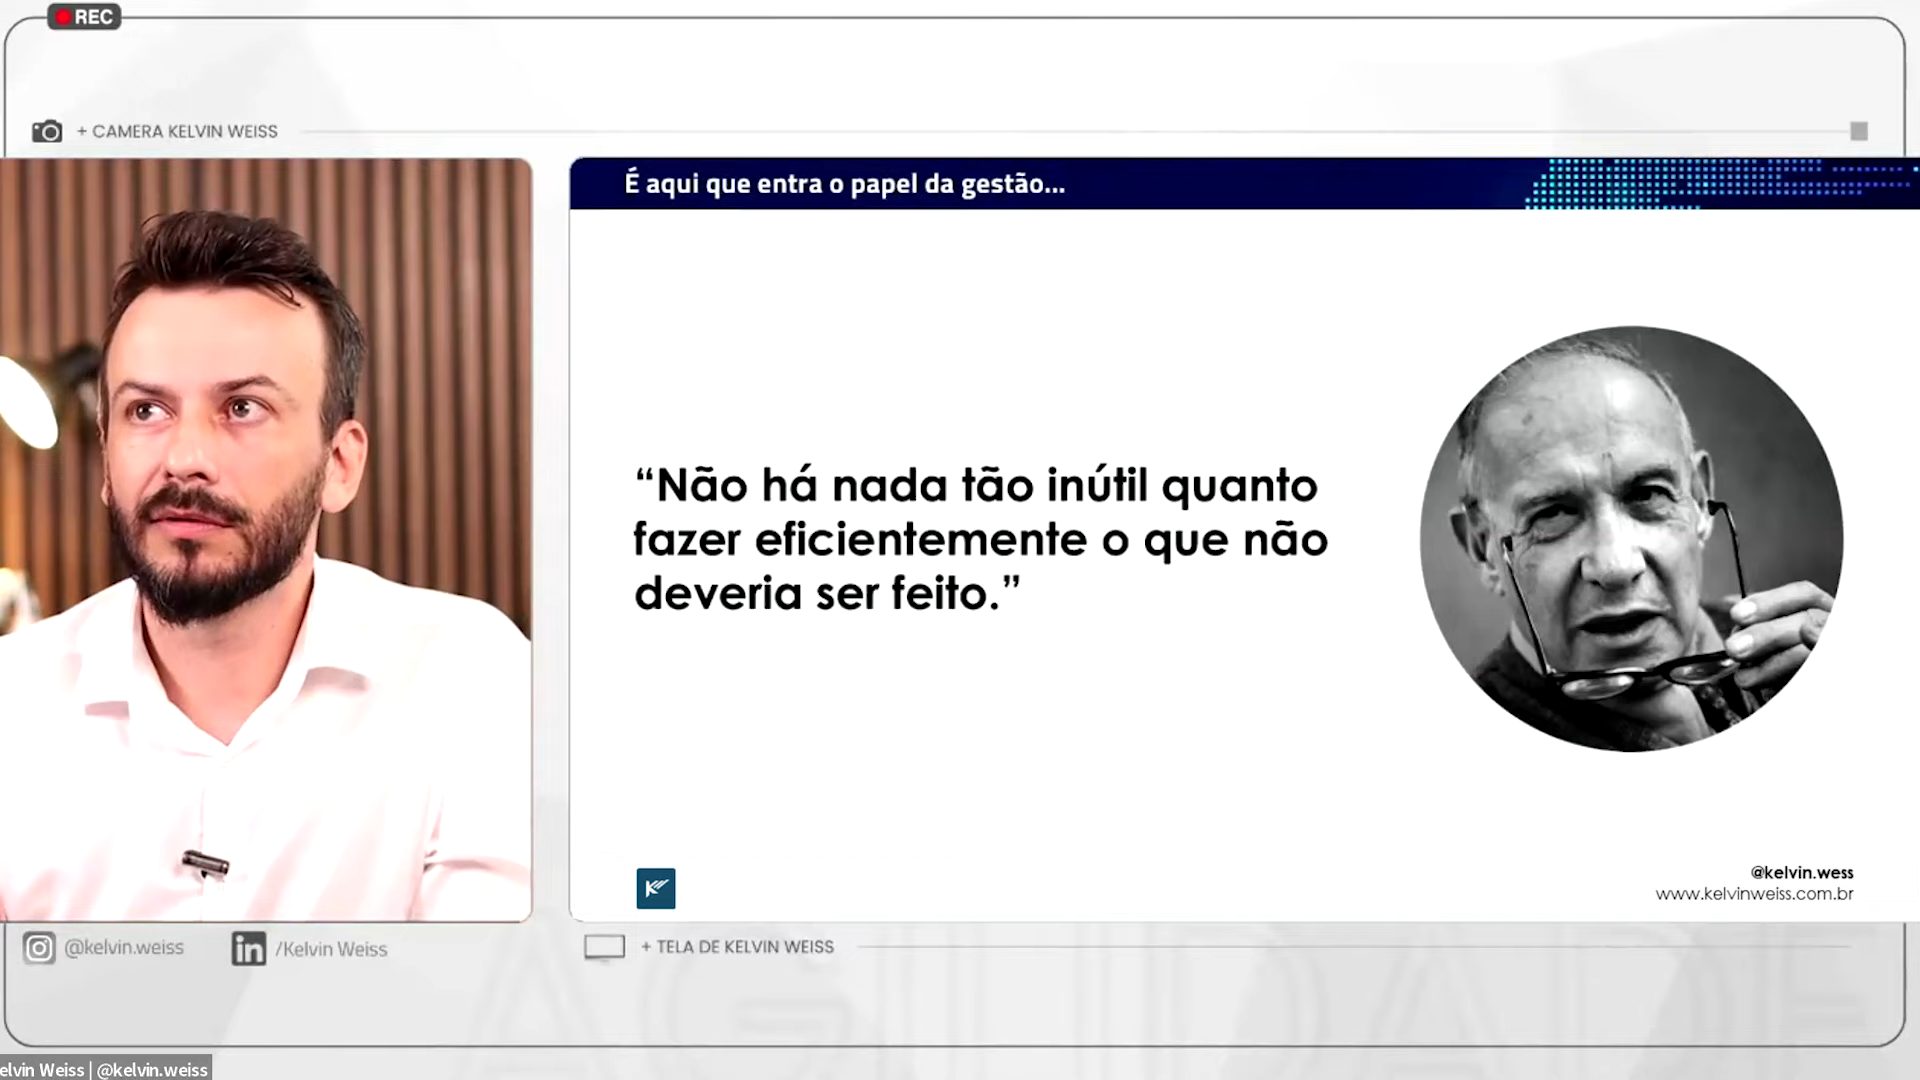 REC
+ CAMERA KELVIN WEISS
É aqui que entra o papel da gestão...
“Não há nada tão inútil quanto
fazer eficientemente o que não
deveria ser feito.”
@kelvin.wess
www.kelvinweiss.com.br
@kelvin.weiss
/Kelvin Weiss
+ TELA DE KELVIN WEISS
AGILIDADE
elvin Weiss | @kelvin.weiss